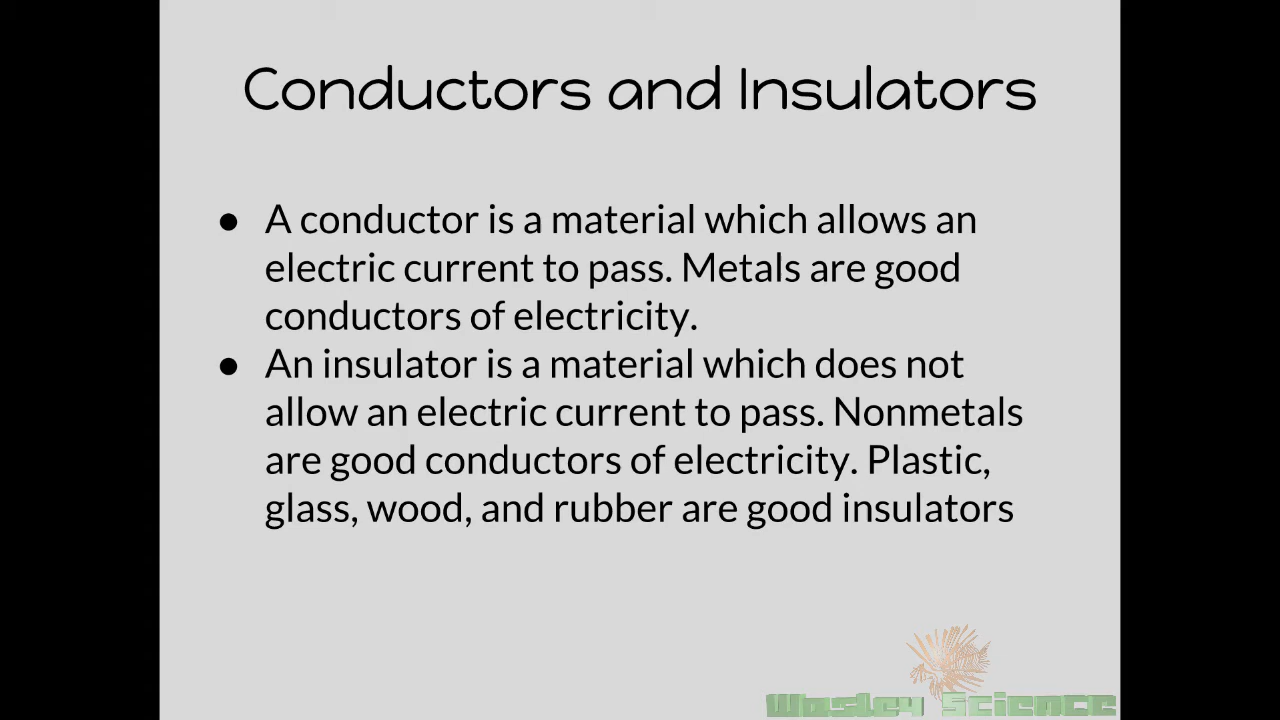 Conductors and Insulators
● A conductor is a material which allows an
electric current to pass. Metals are good
conductors of electricity.
● An insulator is a material which does not
allow an electric current to pass. Nonmetals
are good conductors of electricity. Plastic,
glass, wood, and rubber are good insulators
Wasley Science